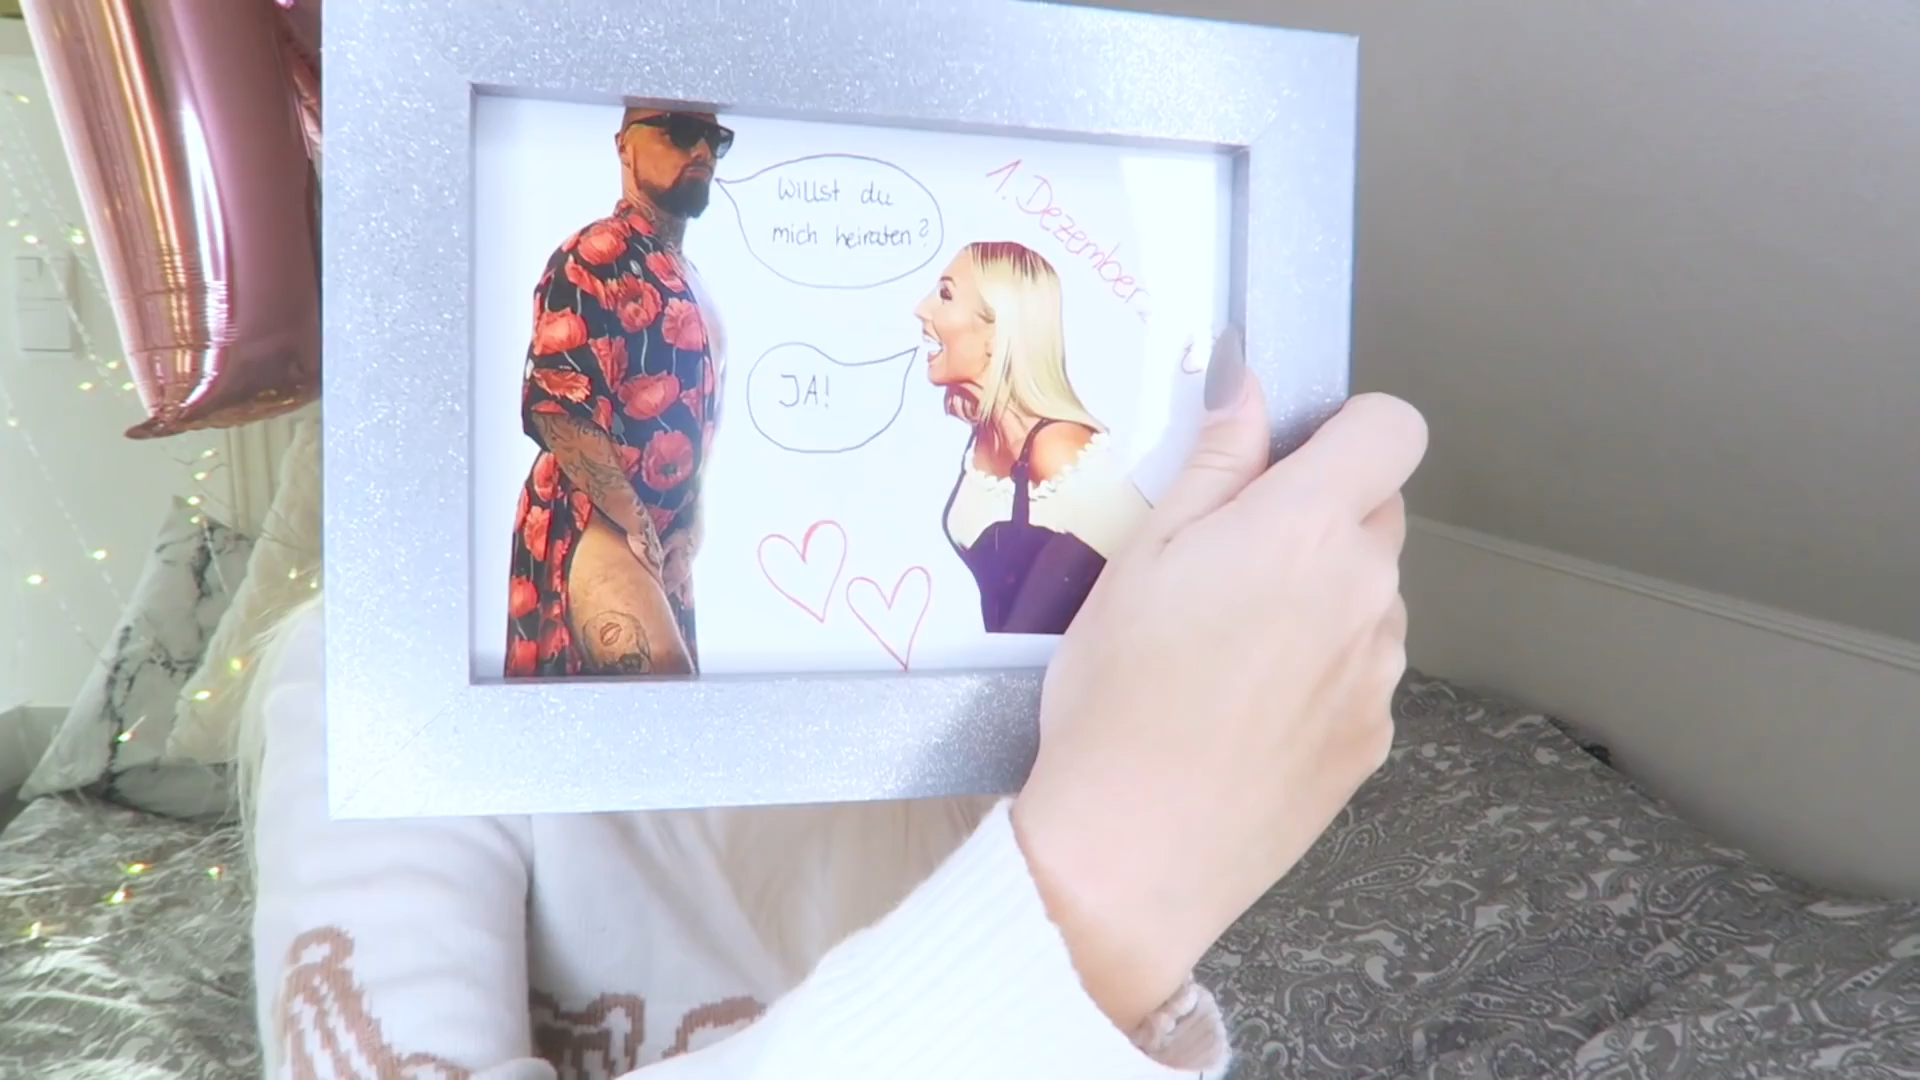 Willst du
mich heiraten?
1. Dezember
JA!